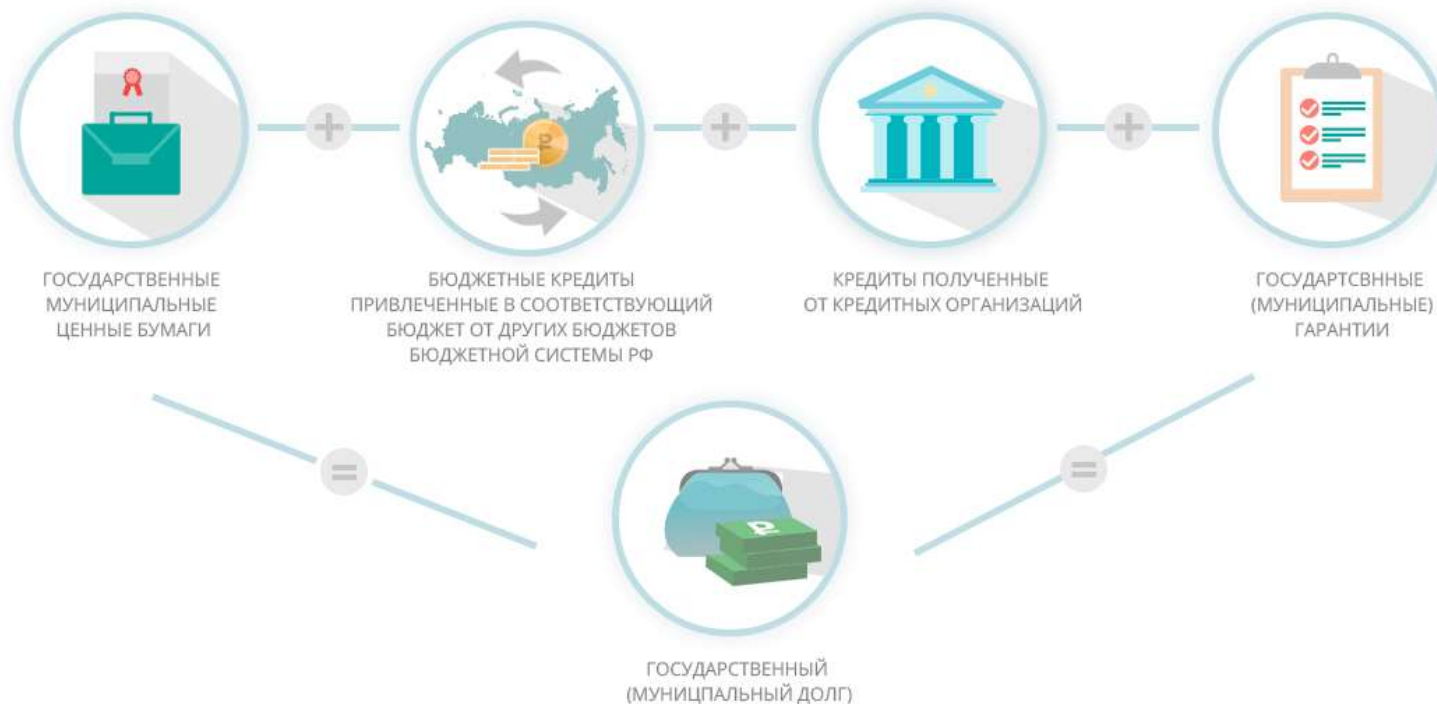 ГОСУДАРСТВЕННЫЕ
МУНИЦИПАЛЬНЫЕ
ЦЕННЫЕ БУМАГИ
БЮДЖЕТНЫЕ КРЕДИТЫ
ПРИВЛЕЧЕННЫЕ В СООТВЕТСТВУЮЩИЙ
БЮДЖЕТ ОТ ДРУГИХ БЮДЖЕТОВ
БЮДЖЕТНОЙ СИСТЕМЫ РФ
КРЕДИТЫ ПОЛУЧЕННЫЕ
ОТ КРЕДИТНЫХ ОРГАНИЗАЦИЙ
ГОСУДАРТСВННЫЕ
(МУНИЦИПАЛЬНЫЕ)
ГАРАНТИИ
ГОСУДАРСТВЕННЫЙ
(МУНИЦПАЛЬНЫЙ ДОЛГ)